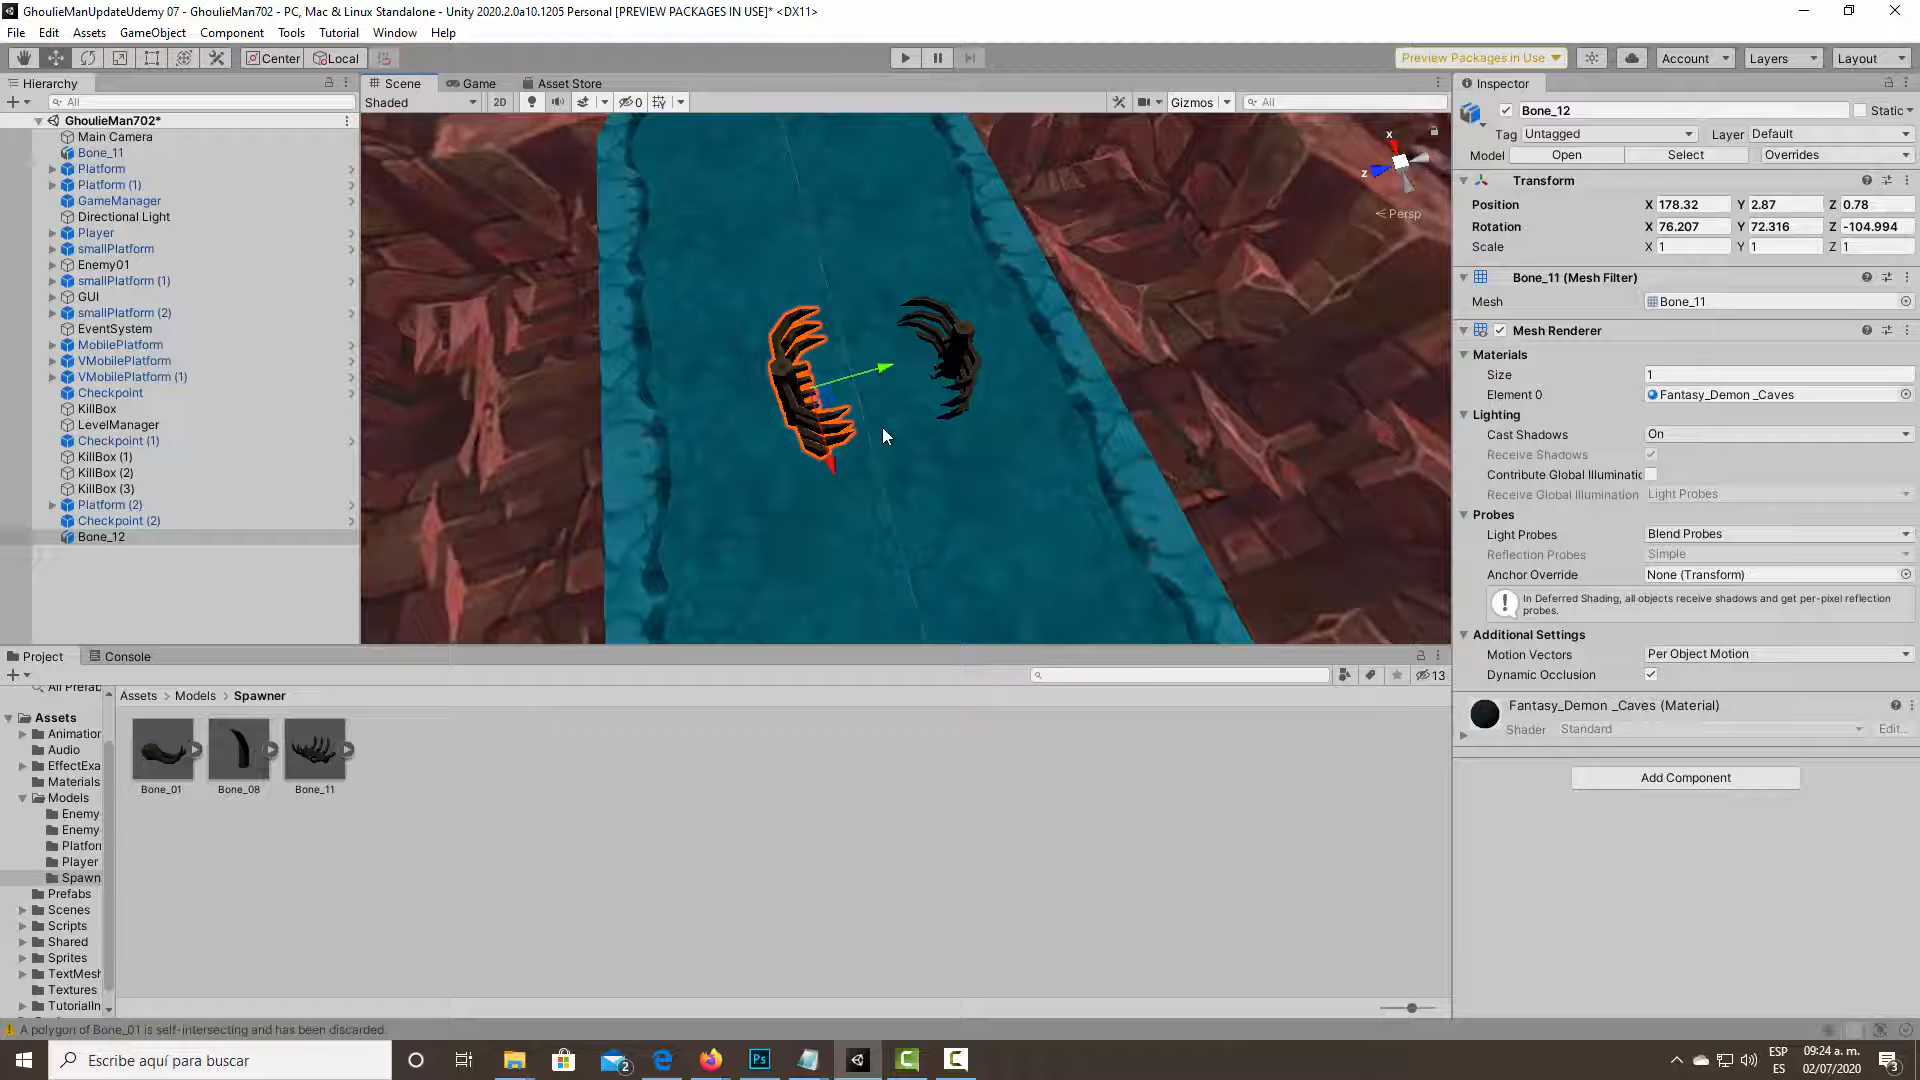 GhoulieManUpdateUdemy 07 - GhoulieMan702 - PC, Mac & Linux Standalone - Unity 2020.2.0a10.1205 Personal [PREVIEW PACKAGES IN USE]* <DX11>
File Edit Assets GameObject Component Tools Tutorial Window Help
Center Local Preview Packages in Use Account Layers Layout
Hierarchy
All
GhoulieMan702*
Main Camera
Bone_11
Platform
Platform (1)
GameManager
Directional Light
Player
smallPlatform
Enemy01
smallPlatform (1)
GUI
smallPlatform (2)
EventSystem
MobilePlatform
VMobilePlatform
VMobilePlatform (1)
Checkpoint
KillBox
LevelManager
Checkpoint (1)
KillBox (1)
KillBox (2)
KillBox (3)
Platform (2)
Checkpoint (2)
Bone_12
Scene Game Asset Store
Shaded 2D 0 Gizmos All
x
z
Persp
Inspector
Bone_12 Static
Tag Untagged Layer Default
Model Open Select Overrides
Transform
Position X 178.32 Y 2.87 Z 0.78
Rotation X 76.207 Y 72.316 Z -104.994
Scale X 1 Y 1 Z 1
Bone_11 (Mesh Filter)
Mesh Bone_11
Mesh Renderer
Materials
Size 1
Element 0 Fantasy_Demon _Caves
Lighting
Cast Shadows On
Receive Shadows
Contribute Global Illuminatic
Receive Global Illumination Light Probes
Probes
Light Probes Blend Probes
Reflection Probes Simple
Anchor Override None (Transform)
In Deferred Shading, all objects receive shadows and get per-pixel reflection
probes.
Additional Settings
Motion Vectors Per Object Motion
Dynamic Occlusion
Fantasy_Demon _Caves (Material)
Shader Standard Edit...
Add Component
Project Console
13
All Prefab
Assets
Animation
Audio
EffectExa
Materials
Models
Enemy
Enemy
Platfor
Player
Spawn
Prefabs
Scenes
Scripts
Shared
Sprites
TextMesh
Textures
TutorialIn
Assets > Models > Spawner
Bone_01 Bone_08 Bone_11
A polygon of Bone_01 is self-intersecting and has been discarded.
Escribe aquí para buscar
2
Ps
ESP
ES
09:24 a. m.
02/07/2020
3